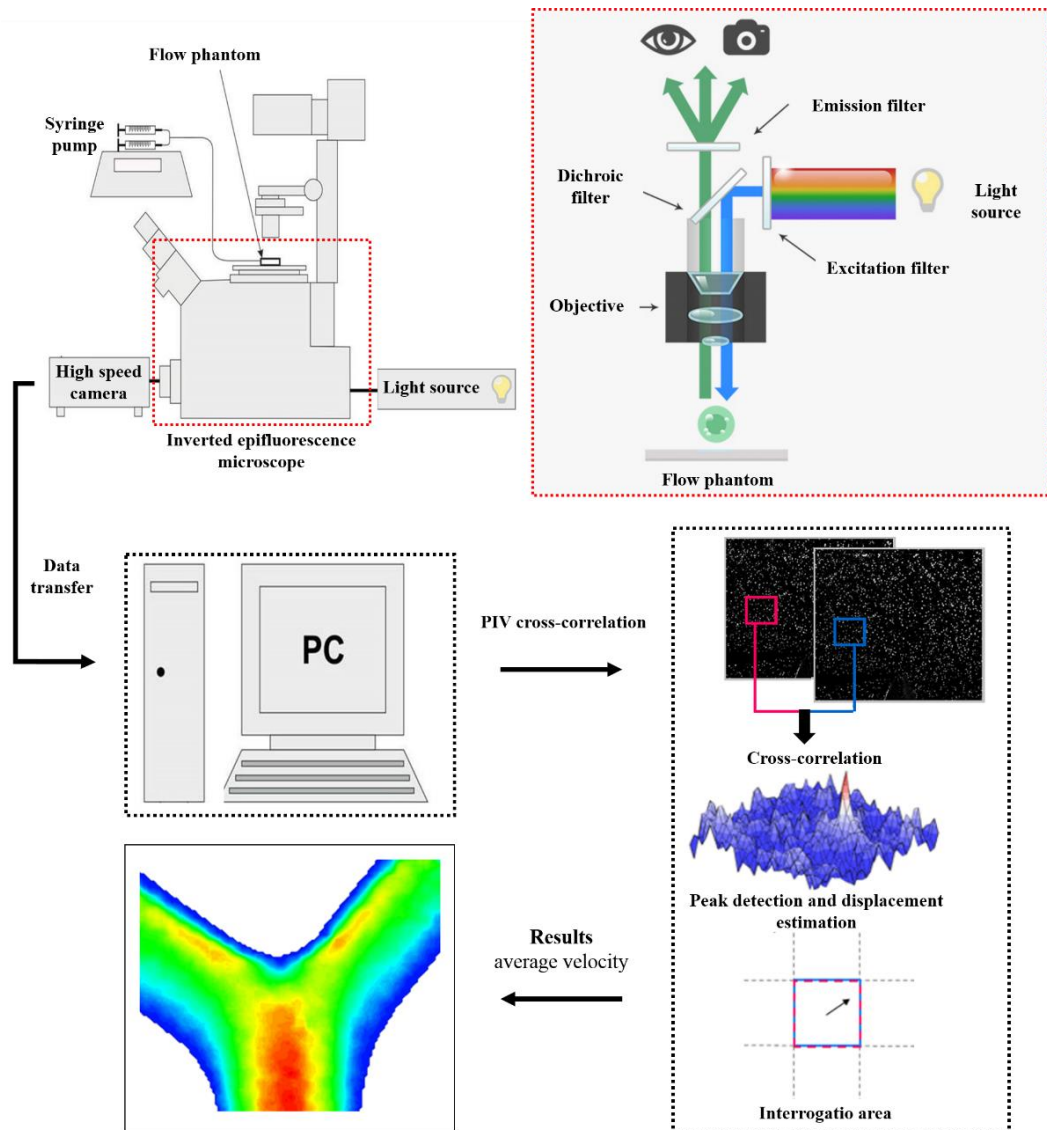 Flow phantom
Syringe
pump
High speed
camera
Light source
Inverted epifluorescence
microscope
Emission filter
Dichroic
filter
Light
source
Excitation filter
Objective
Flow phantom
Data
transfer
PC
PIV cross-correlation
Cross-correlation
Peak detection and displacement
estimation
Interrogatio area
Results
average velocity